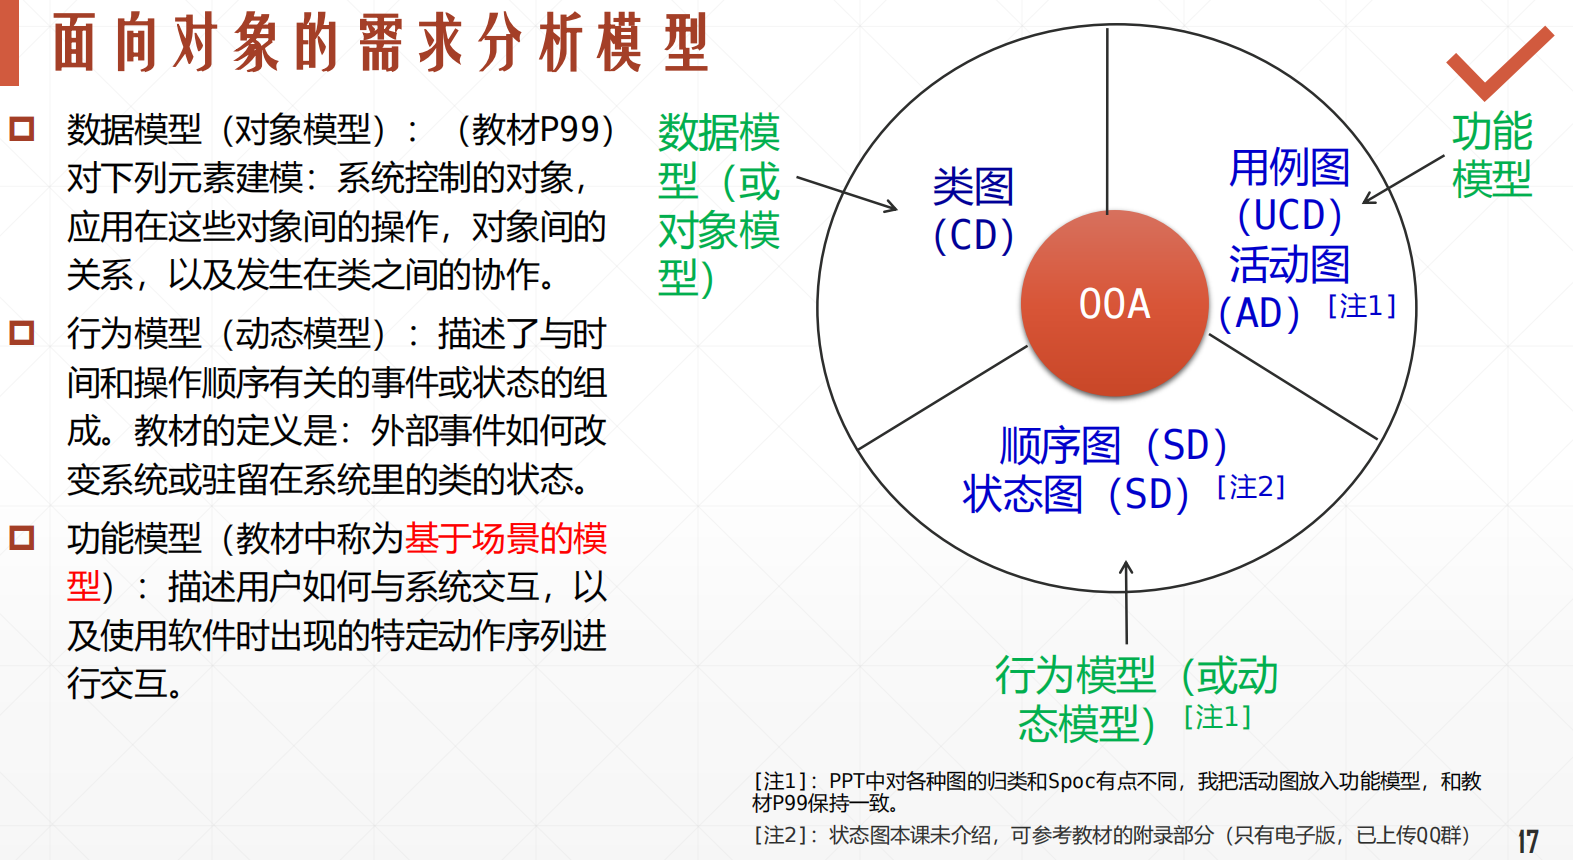 面向对象的需求分析模型
数据模型（对象模型）：（教材P99）
对下列元素建模：系统控制的对象，
应用在这些对象间的操作，对象间的
关系，以及发生在类之间的协作。
行为模型（动态模型）：描述了与时
间和操作顺序有关的事件或状态的组
成。教材的定义是：外部事件如何改
变系统或驻留在系统里的类的状态。
功能模型（教材中称为基于场景的模
型）：描述用户如何与系统交互，以
及使用软件时出现的特定动作序列进
行交互。
数据模
型（或
对象模
型）
类图
（CD）
OOA
用例图
（UCD）
活动图
（AD）[注1]
功能
模型
顺序图（SD）
状态图（SD）[注2]
行为模型（或动
态模型）[注1]
[注1]：PPT中对各种图的归类和Spoc有点不同，我把活动图放入功能模型，和教
材P99保持一致。
[注2]：状态图本课未介绍，可参考教材的附录部分（只有电子版，已上传QQ群）
17